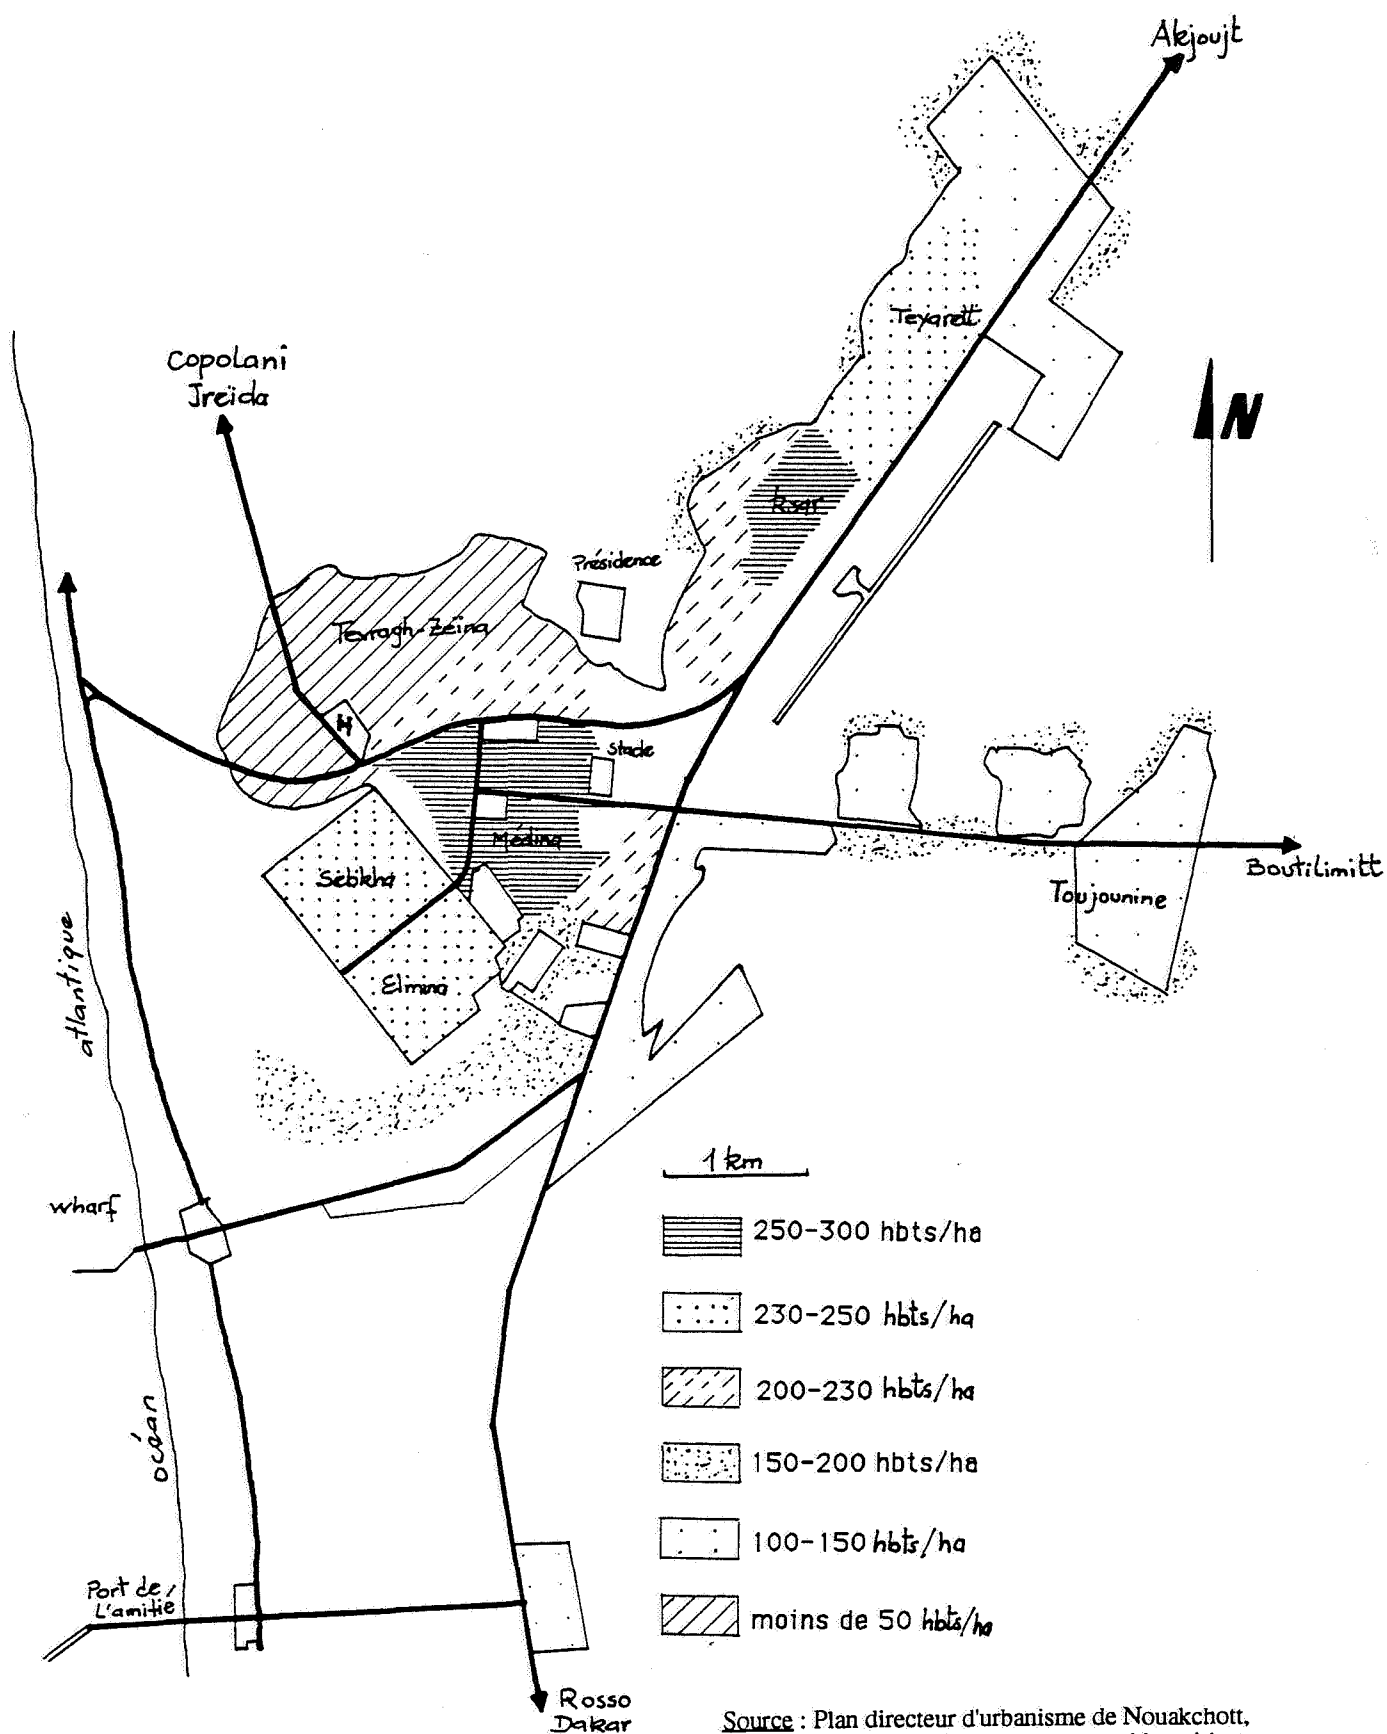 Akjoujt
Copolani
Jreïda
N
Teyarett
Ksar
Présidence
Tevragh-Zeïna
H
Stade
Médina
Sebkha
Elmina
Boutilimitt
Toujounine
atlantique
océan
1 km
wharf
250-300 hbts/ha
230-250 hbts/ha
200-230 hbts/ha
150-200 hbts/ha
100-150 hbts/ha
moins de 50 hbts/ha
Port de
L'amitié
Rosso
Dakar
Source : Plan directeur d'urbanisme de Nouakchott,